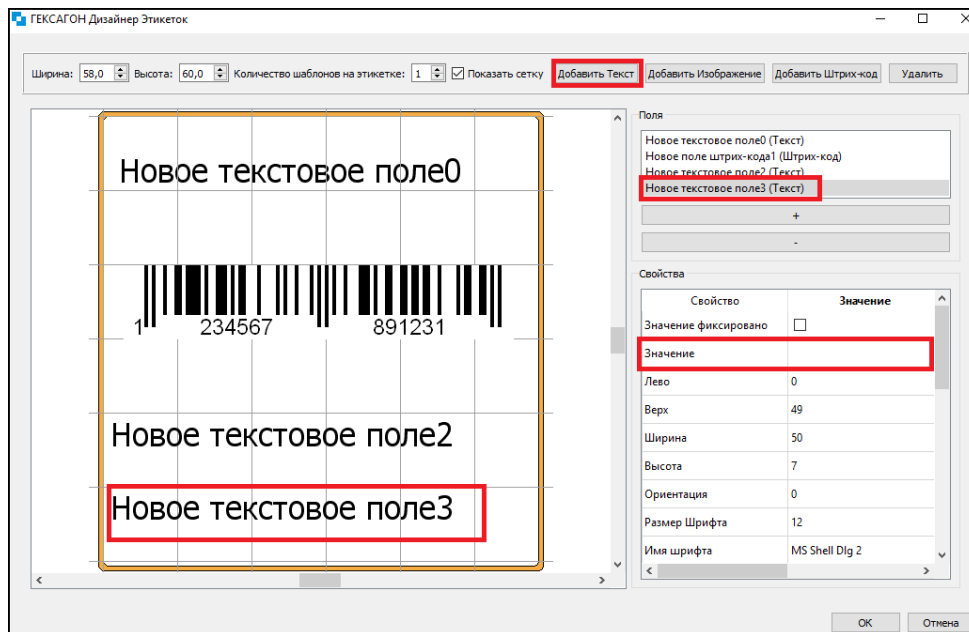 ГЕКСАГОН Дизайнер Этикеток
Ширина: 58,0 Высота: 60,0 Количество шаблонов на этикетке: 1 Показать сетку Добавить Текст Добавить Изображение Добавить Штрих-код Удалить
Новое текстовое поле0
1 234567 891231
Новое текстовое поле2
Новое текстовое поле3
Поля
Новое текстовое поле0 (Текст)
Новое поле штрих-кода1 (Штрих-код)
Новое текстовое поле2 (Текст)
Новое текстовое поле3 (Текст)
+
-
Свойства
Свойство Значение
Значение фиксировано
Значение
Лево 0
Верх 49
Ширина 50
Высота 7
Ориентация 0
Размер Шрифта 12
Имя шрифта MS Shell Dlg 2
OK Отмена